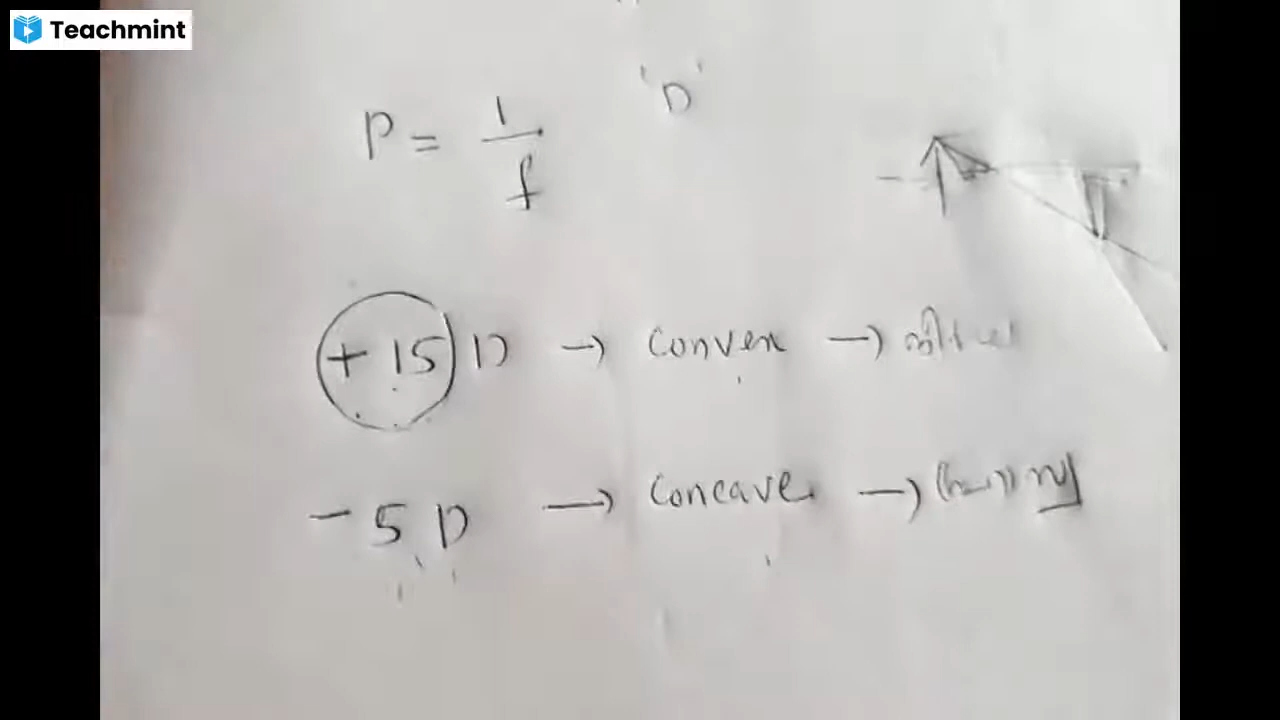 Teachmint
'D'
P = 1/f
+ 15 D → Convex →
- 5 D → Concave →